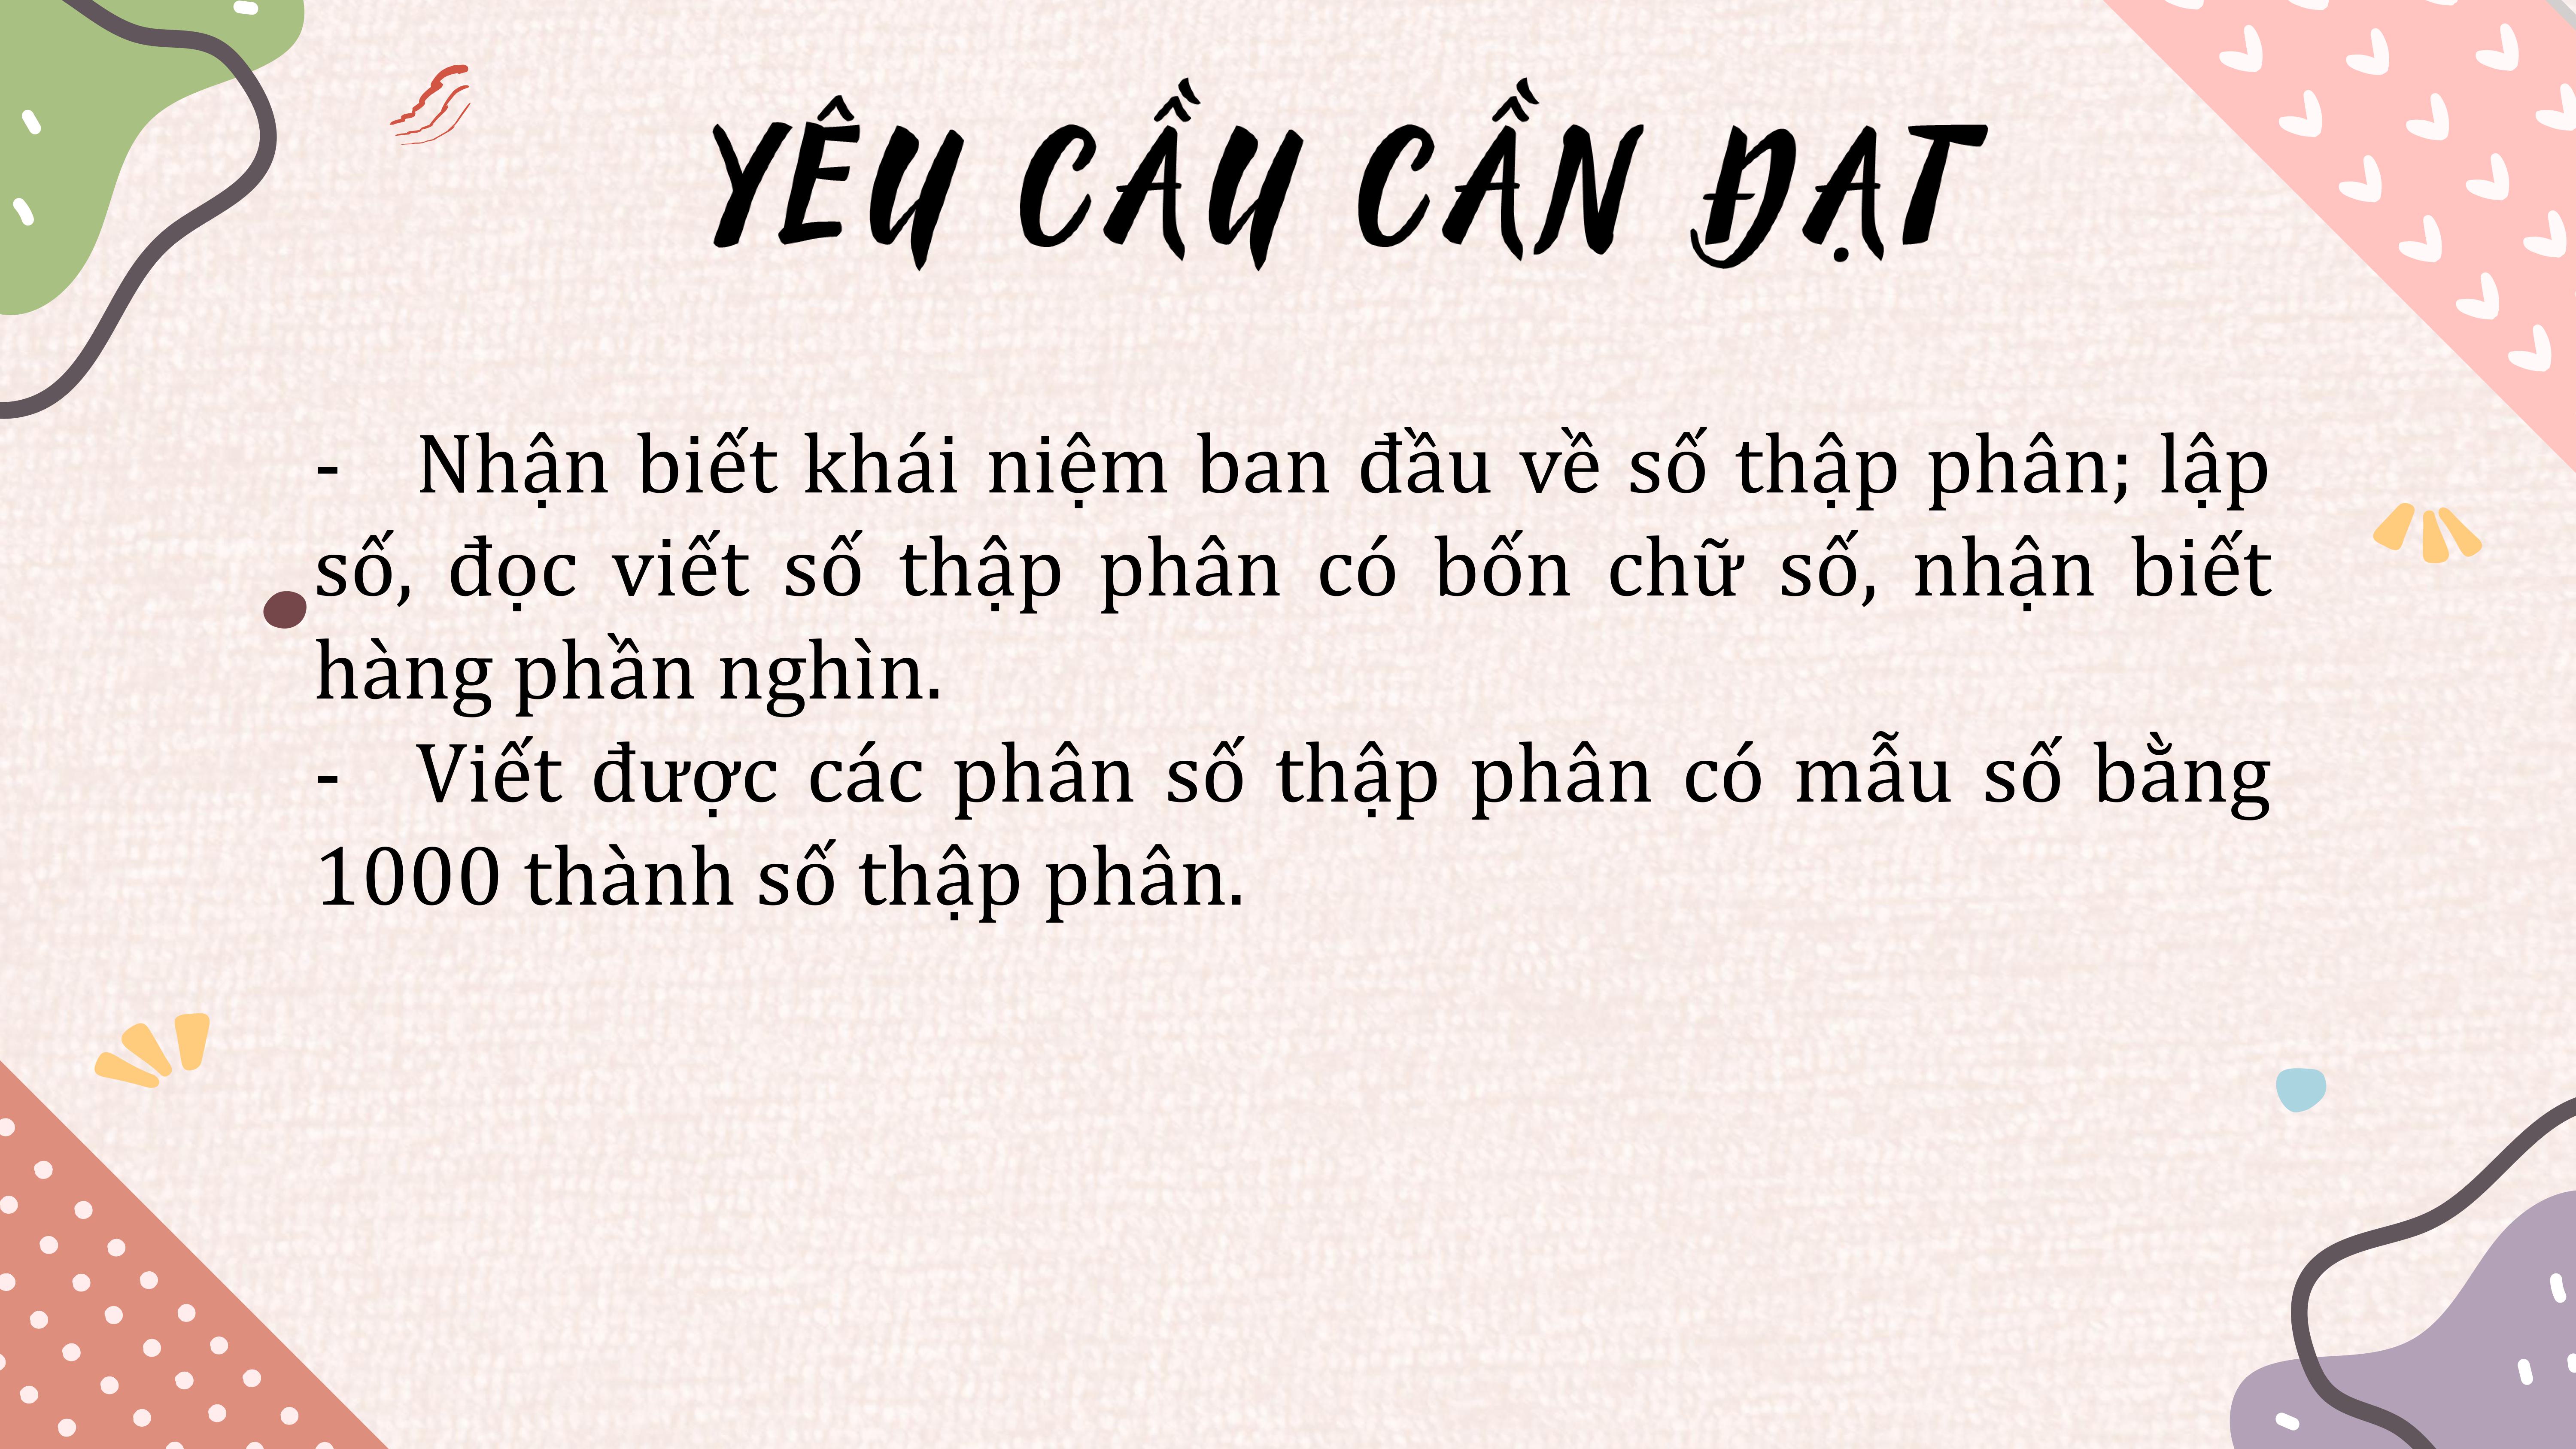 YÊU CẦU CẦN ĐẠT
- Nhận biết khái niệm ban đầu về số thập phân; lập
số, đọc viết số thập phân có bốn chữ số, nhận biết
hàng phần nghìn.
- Viết được các phân số thập phân có mẫu số bằng
1000 thành số thập phân.